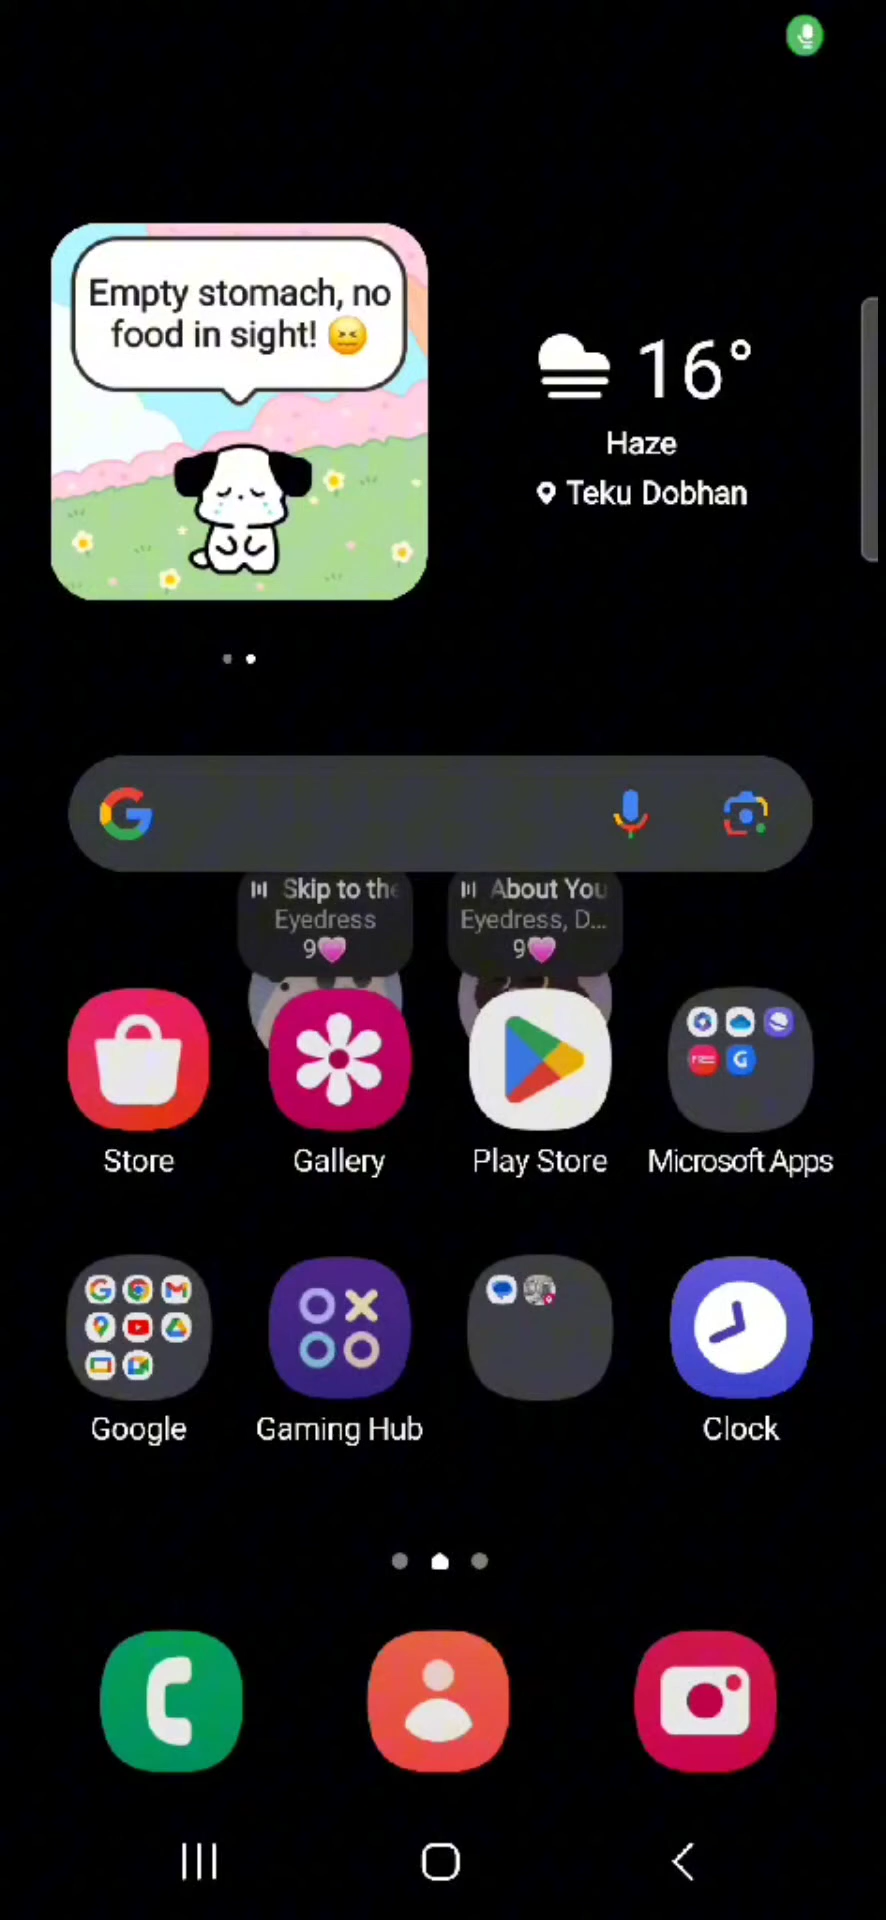 Empty stomach, no
food in sight! 😖
16°
Haze
Teku Dobhan
Skip to the
Eyedress
9💗
About You
Eyedress, D...
9💗
Store
Gallery
Play Store
Microsoft Apps
Google
Gaming Hub
Clock